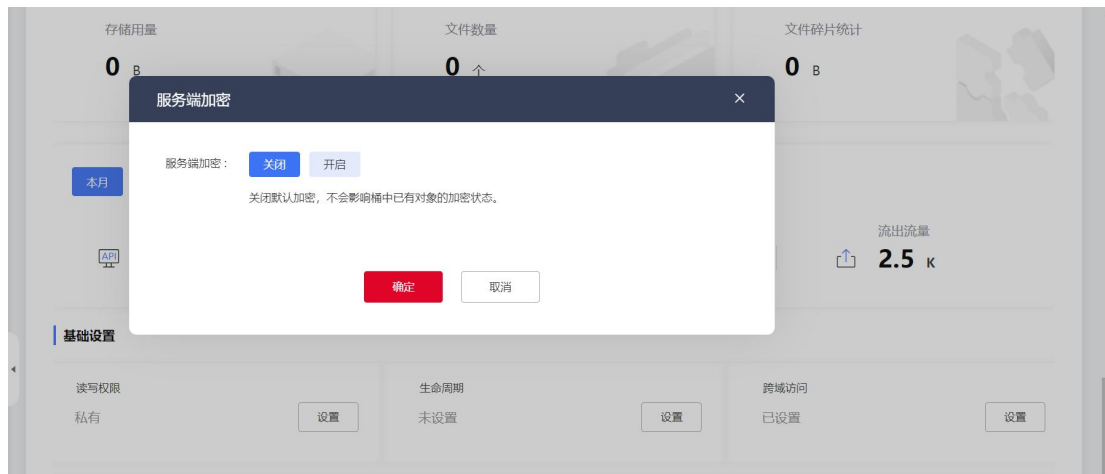 存储用量
文件数量
文件碎片统计
0 B
0 个
0 B
服务端加密
服务端加密：
关闭
开启
关闭默认加密，不会影响桶中已有对象的加密状态。
确定
取消
本月
API
流出流量
2.5 K
基础设置
读写权限
生命周期
跨域访问
私有
设置
未设置
设置
已设置
设置